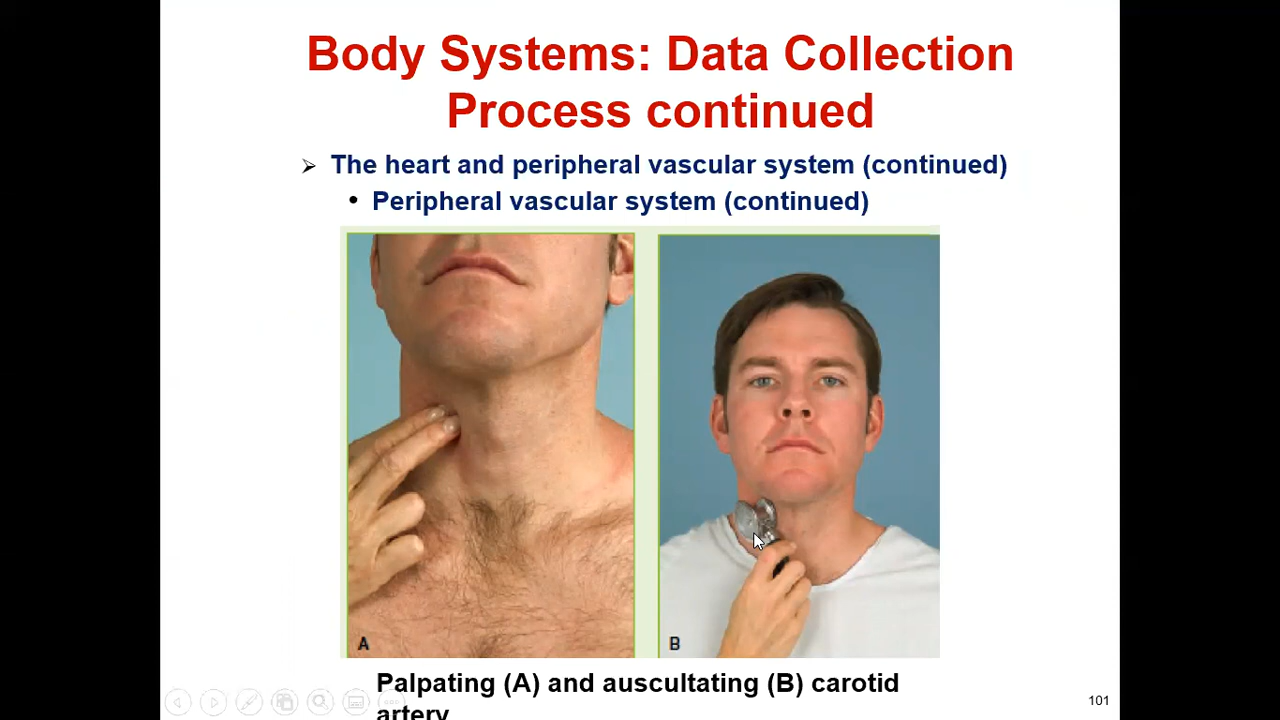 Body Systems: Data Collection
Process continued
The heart and peripheral vascular system (continued)
Peripheral vascular system (continued)
A
B
Palpating (A) and auscultating (B) carotid
artery
101